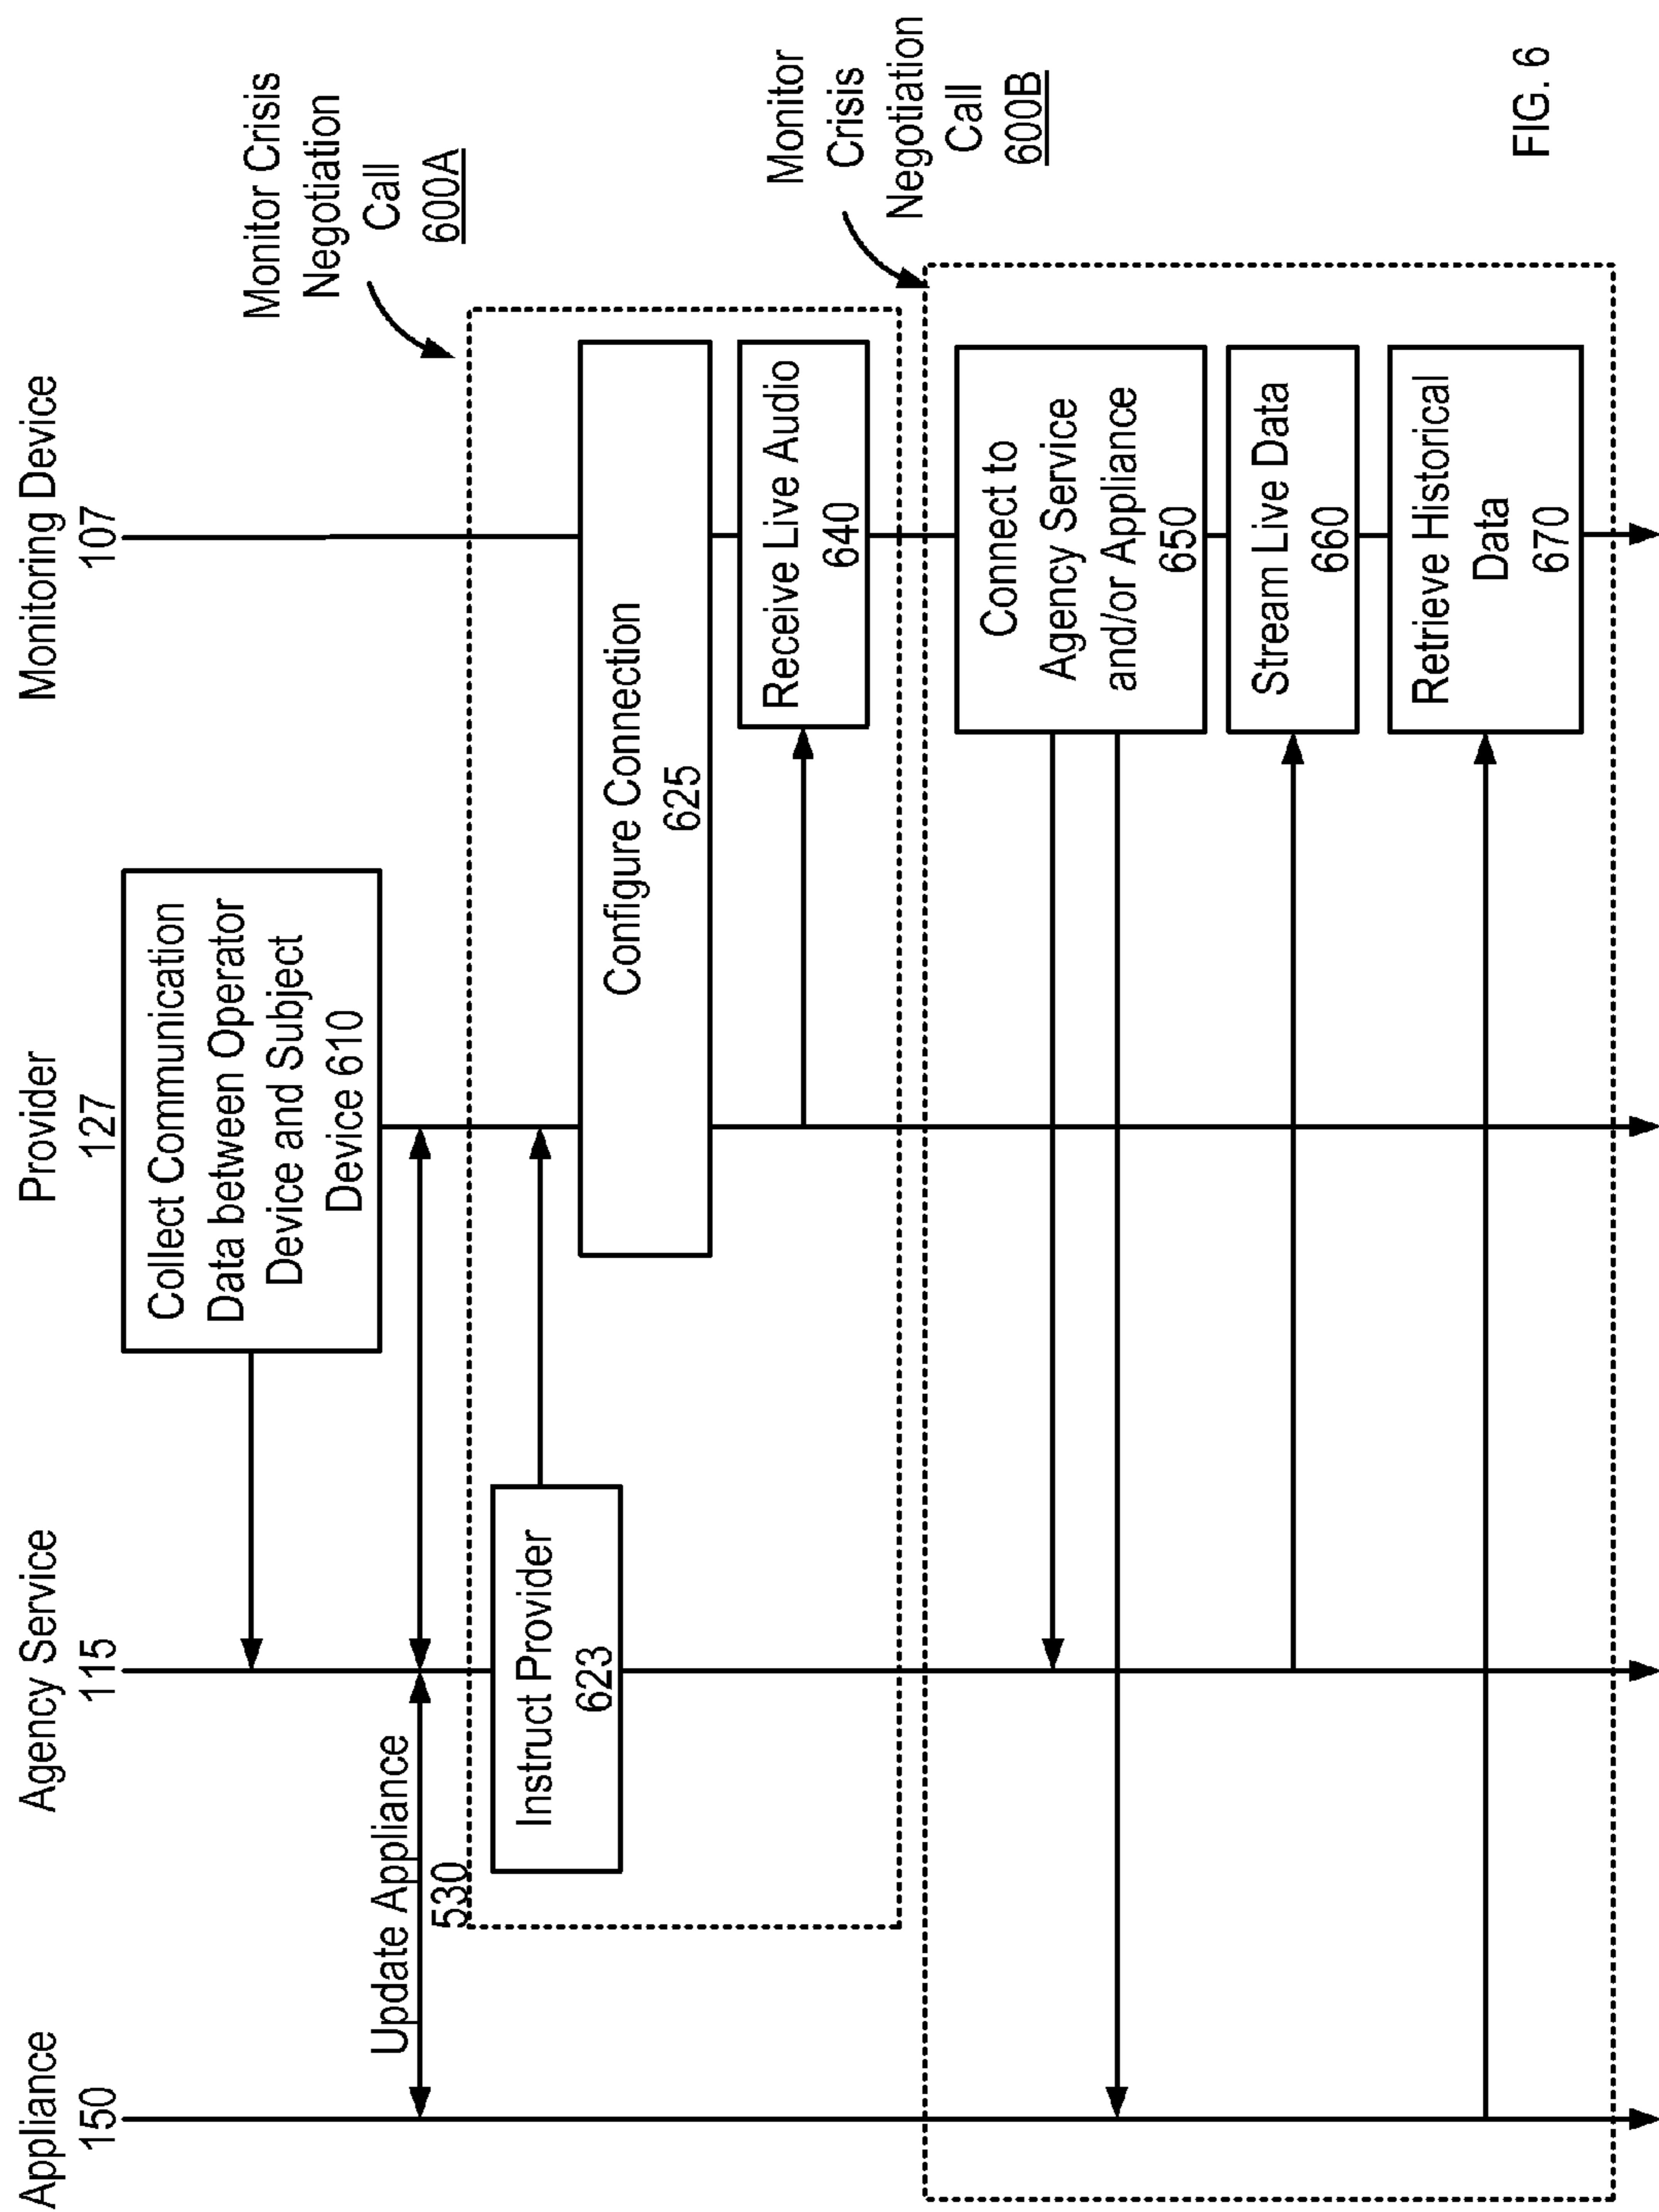 Appliance
150
Agency Service
115
Provider
127
Monitoring Device
107
Collect Communication
Data between Operator
Device and Subject
Device 610
Update Appliance
530
Monitor Crisis
Negotiation
Call
600A
Instruct Provider
623
Configure Connection
625
Receive Live Audio
640
Monitor
Crisis
Negotiation
Call
600B
Connect to
Agency Service
and/or Appliance
650
Stream Live Data
660
Retrieve Historical
Data
670
FIG. 6